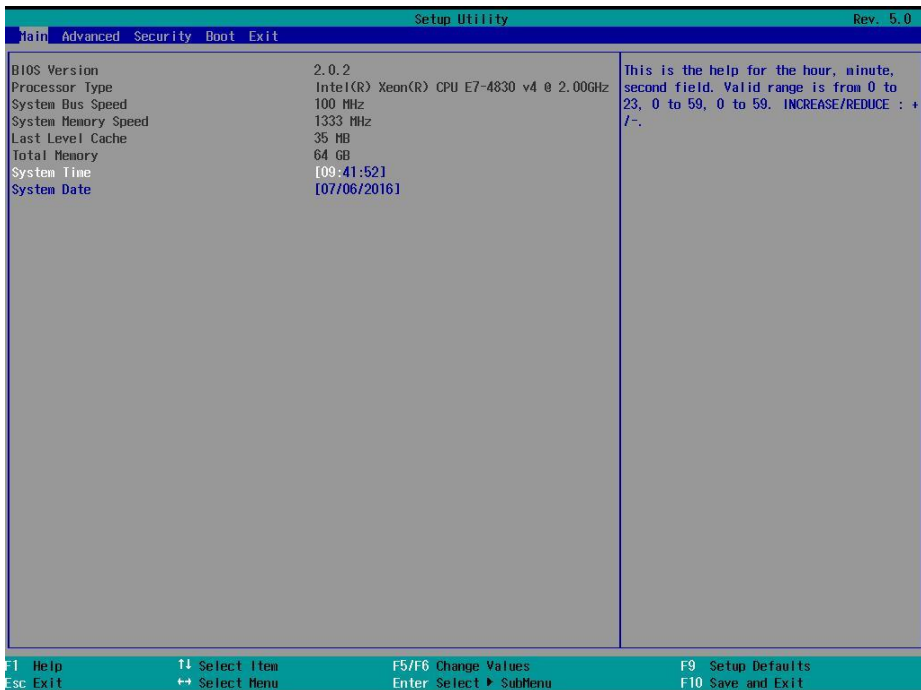 Setup Utility Rev. 5.0
Main Advanced Security Boot Exit
BIOS Version 2.0.2
Processor Type Intel(R) Xeon(R) CPU E7-4830 v4 @ 2.00GHz
System Bus Speed 100 MHz
System Memory Speed 1333 MHz
Last Level Cache 35 MB
Total Memory 64 GB
System Time [09:41:52]
System Date [07/06/2016]
This is the help for the hour, minute,
second field. Valid range is from 0 to
23, 0 to 59, 0 to 59. INCREASE/REDUCE : +
/-.
F1 Help ↑↓ Select Item F5/F6 Change Values F9 Setup Defaults
Esc Exit ↔ Select Menu Enter Select ▶ SubMenu F10 Save and Exit